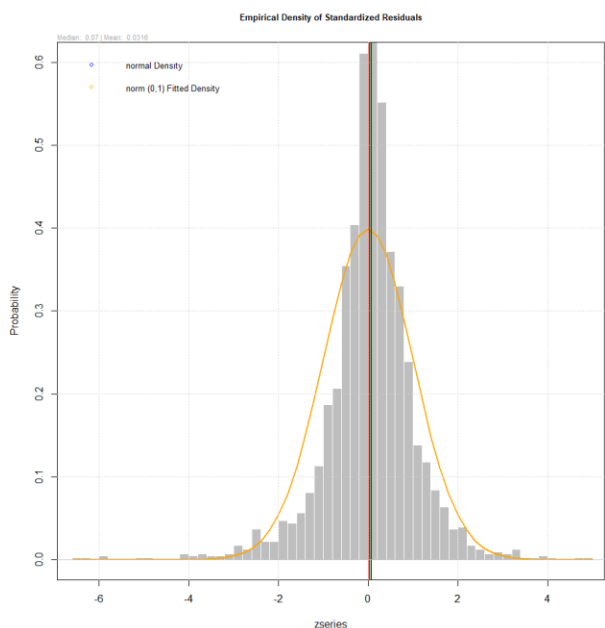 Empirical Density of Standardized Residuals
Median: 0.07 | Mean: 0.0316
normal Density
norm (0,1) Fitted Density
0.6
0.5
0.4
0.3
0.2
0.1
0.0
Probability
-6 -4 -2 0 2 4
zseries